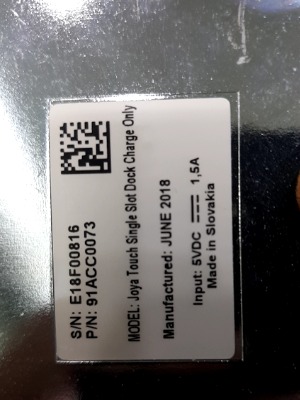 S/N: E18F00816
P/N: 91ACC0073
MODEL: Joya Touch Single Slot Dock Charge Only
Manufactured: JUNE 2018
Input: 5VDC ⎓ 1,5A
Made in Slovakia